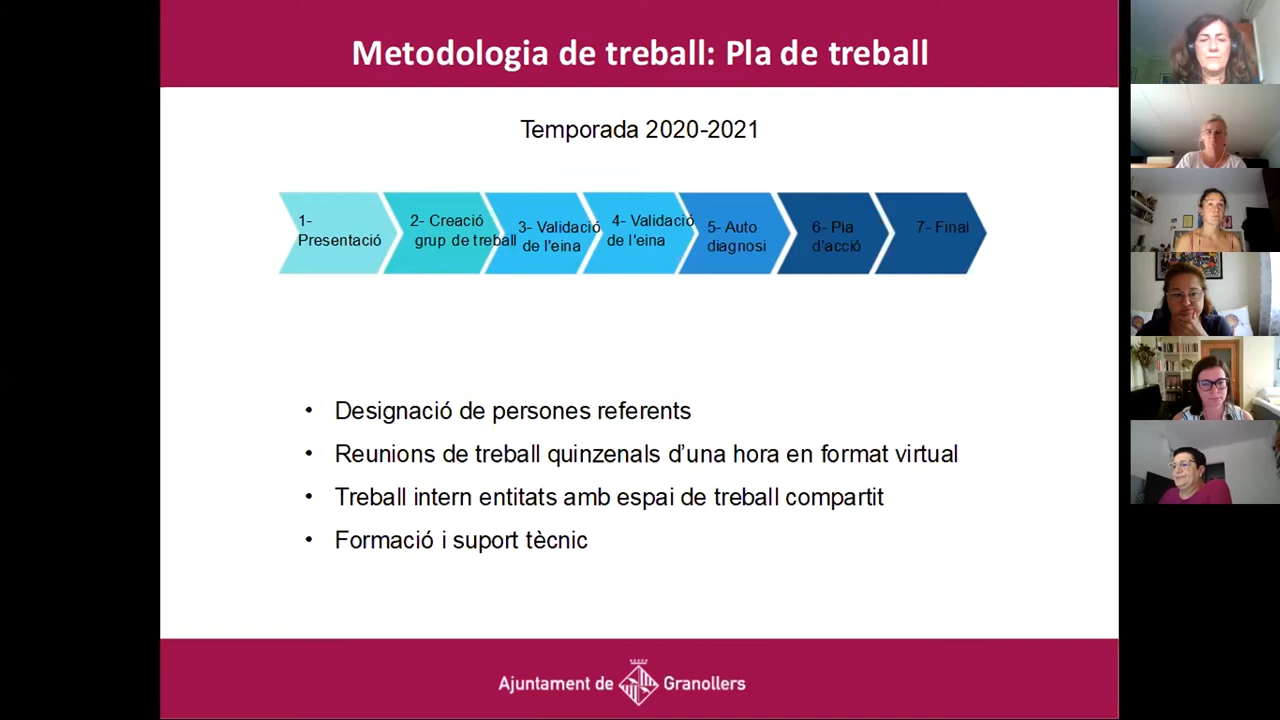 Metodologia de treball: Pla de treball
Temporada 2020-2021
1-
Presentació
2- Creació
grup de treball
3- Validació
de l'eina
4- Validació
de l'eina
5- Auto
diagnosi
6- Pla
d'acció
7- Final
• Designació de persones referents
• Reunions de treball quinzenals d’una hora en format virtual
• Treball intern entitats amb espai de treball compartit
• Formació i suport tècnic
Ajuntament de Granollers